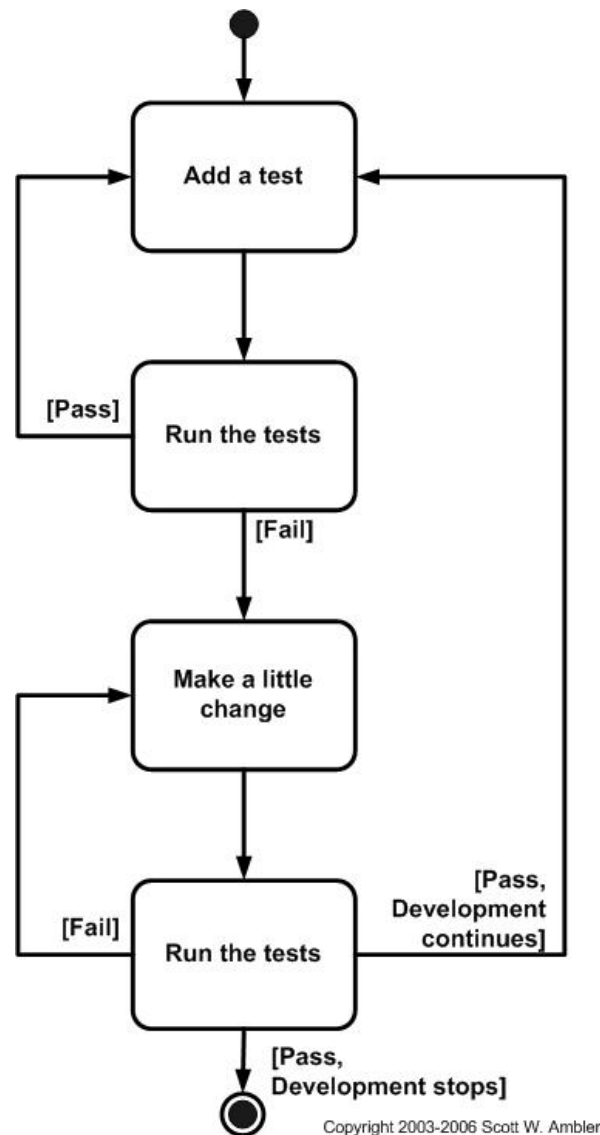 Add a test
[Pass]
Run the tests
[Fail]
Make a little
change
[Fail]
Run the tests
[Pass,
Development
continues]
[Pass,
Development stops]
Copyright 2003-2006 Scott W. Ambler